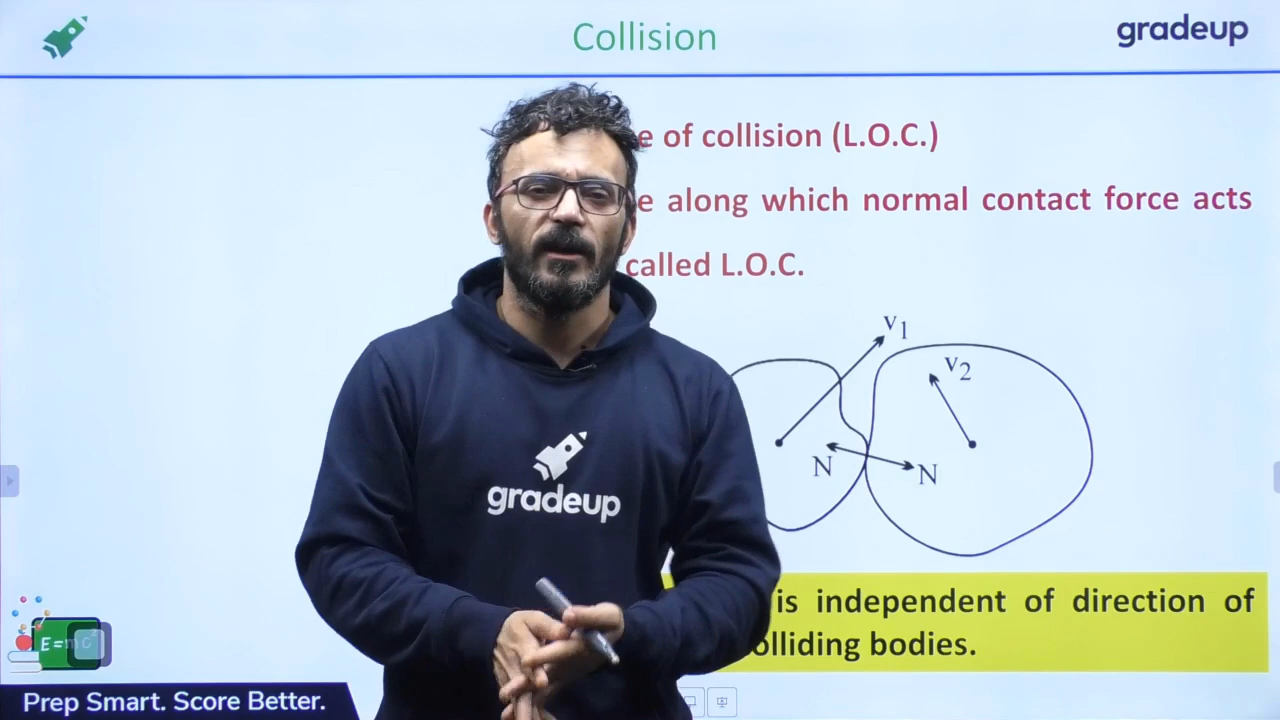 Collision
gradeup
e of collision (L.O.C.)
e along which normal contact force acts
called L.O.C.
v₁
v₂
N
N
gradeup
is independent of direction of
olliding bodies.
E=mc²
Prep Smart. Score Better.